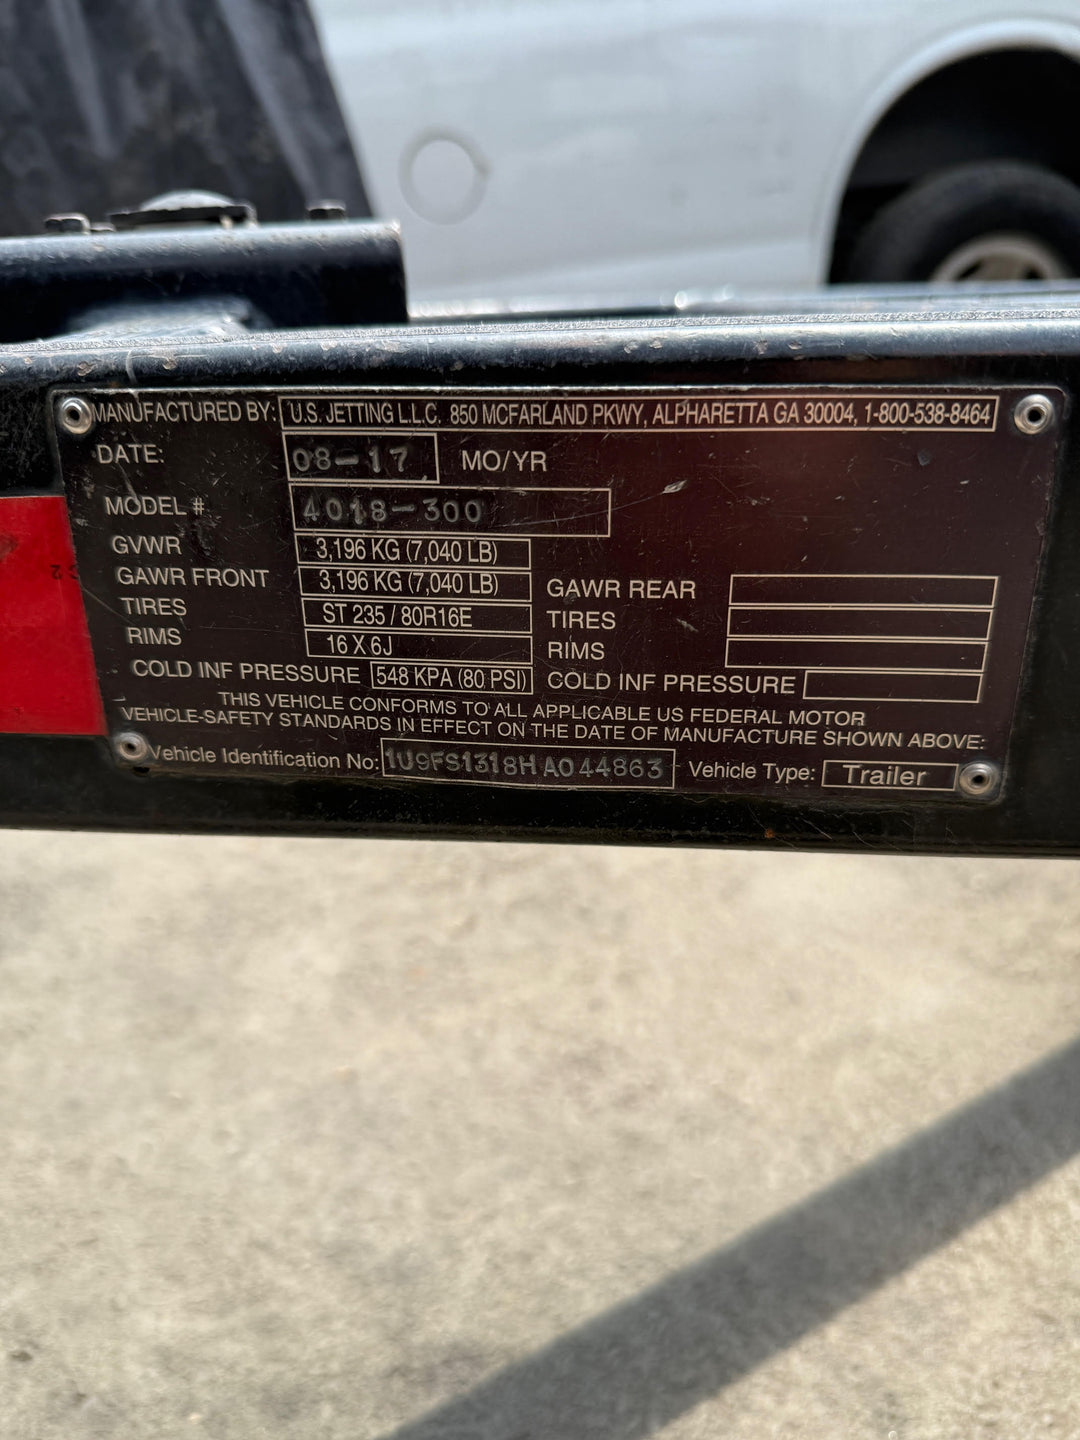 MANUFACTURED BY: U.S. JETTING L.L.C. 850 MCFARLAND PKWY, ALPHARETTA GA 30004, 1-800-538-8464
DATE: 08-17 MO/YR
MODEL # 4018-300
GVWR 3,196 KG (7,040 LB)
GAWR FRONT 3,196 KG (7,040 LB) GAWR REAR
TIRES ST 235 / 80R16E TIRES
RIMS 16 X 6J RIMS
COLD INF PRESSURE 548 KPA (80 PSI) COLD INF PRESSURE
THIS VEHICLE CONFORMS TO ALL APPLICABLE US FEDERAL MOTOR
VEHICLE-SAFETY STANDARDS IN EFFECT ON THE DATE OF MANUFACTURE SHOWN ABOVE:
Vehicle Identification No: 1U9FS1318HA044863 Vehicle Type: Trailer